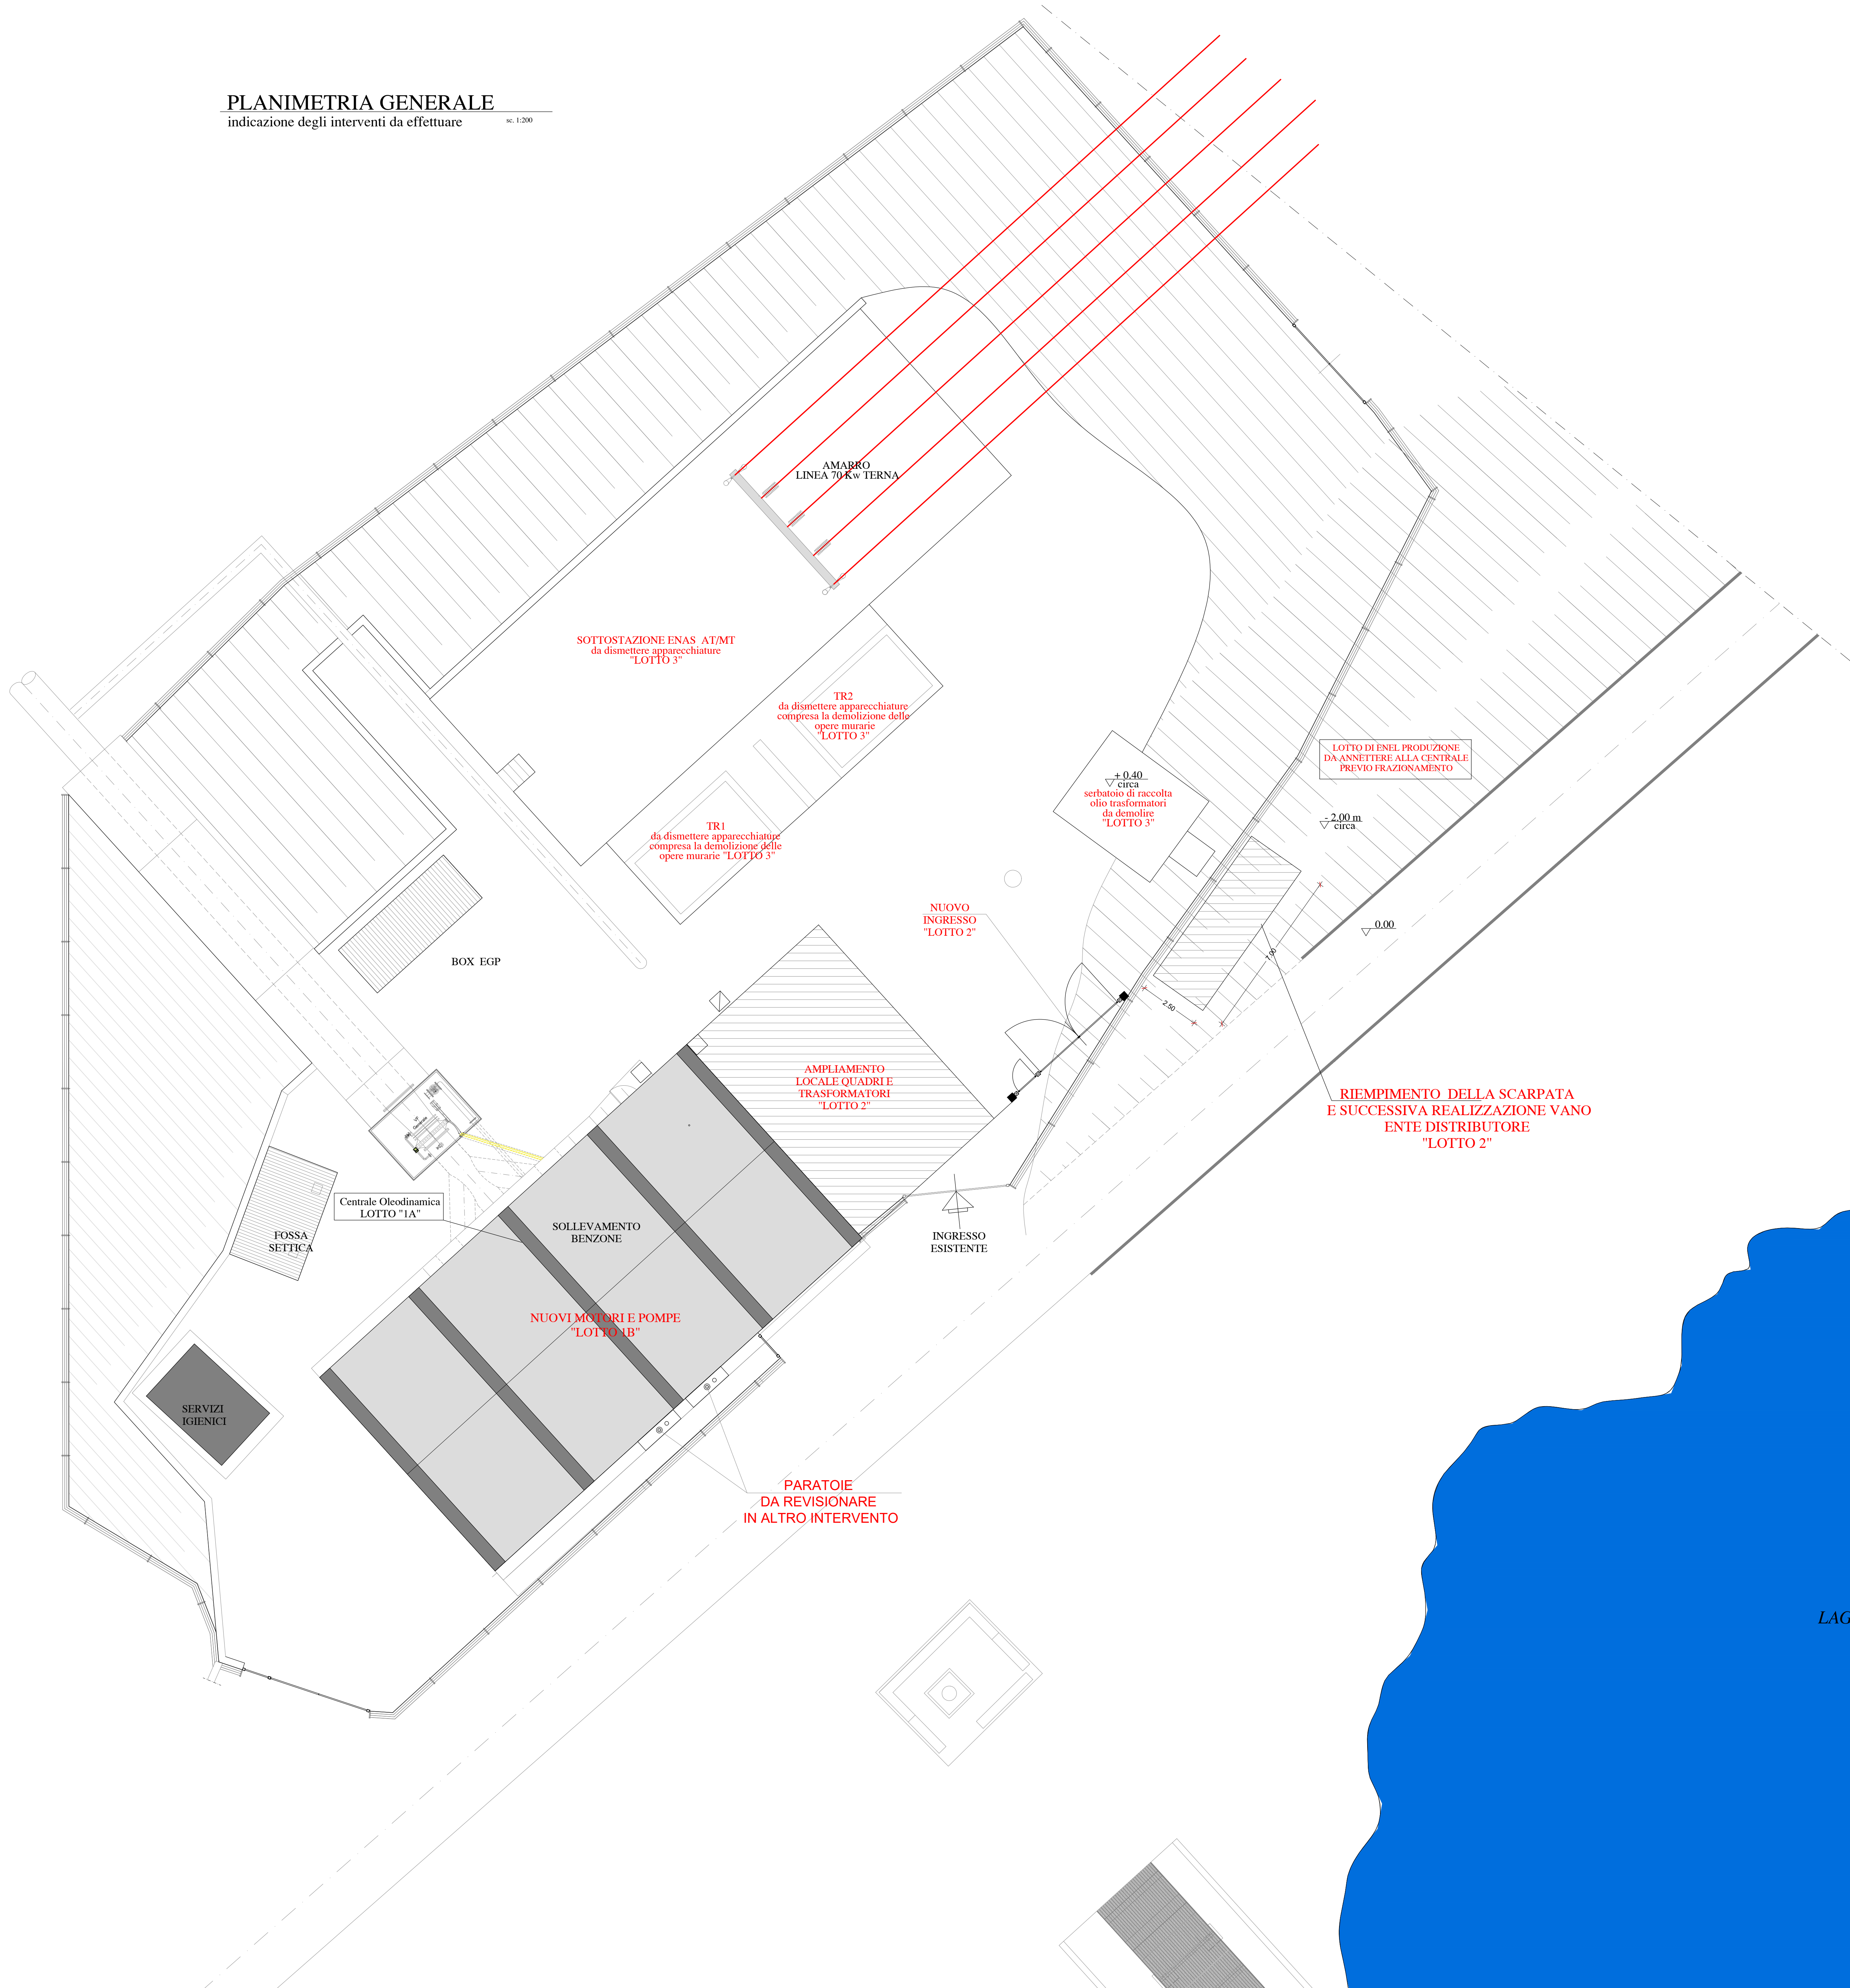 PLANIMETRIA GENERALE
indicazione degli interventi da effettuare
sc. 1:200
AMARRO
LINEA 70 Kw TERNA
SOTTOSTAZIONE ENAS AT/MT
da dismettere apparecchiature
"LOTTO 3"
TR2
da dismettere apparecchiature
compresa la demolizione delle
opere murarie
"LOTTO 3"
TR1
da dismettere apparecchiature
compresa la demolizione delle
opere murarie "LOTTO 3"
+ 0.40
circa
serbatoio di raccolta
olio trasformatori
da demolire
"LOTTO 3"
LOTTO DI ENEL PRODUZIONE
DA ANNETTERE ALLA CENTRALE
PREVIO FRAZIONAMENTO
- 2.00 m
circa
0.00
NUOVO
INGRESSO
"LOTTO 2"
7.00
2.50
BOX EGP
AMPLIAMENTO
LOCALE QUADRI E
TRASFORMATORI
"LOTTO 2"
RIEMPIMENTO DELLA SCARPATA
E SUCCESSIVA REALIZZAZIONE VANO
ENTE DISTRIBUTORE
"LOTTO 2"
Centrale Oleodinamica
LOTTO "1A"
SOLLEVAMENTO
BENZONE
FOSSA
SETTICA
INGRESSO
ESISTENTE
NUOVI MOTORI E POMPE
"LOTTO 1B"
SERVIZI
IGIENICI
PARATOIE
DA REVISIONARE
IN ALTRO INTERVENTO
LAG